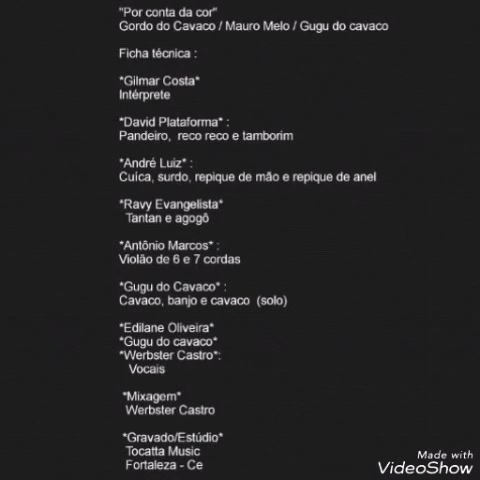 "Por conta da cor"
Gordo do Cavaco / Mauro Melo / Gugu do cavaco
Ficha técnica :
*Gilmar Costa*
Intérprete
*David Plataforma* :
Pandeiro, reco reco e tamborim
*André Luiz* :
Cuíca, surdo, repique de mão e repique de anel
*Ravy Evangelista*
Tantan e agogô
*Antônio Marcos* :
Violão de 6 e 7 cordas
*Gugu do Cavaco* :
Cavaco, banjo e cavaco (solo)
*Edilane Oliveira*
*Gugu do cavaco*
*Werbster Castro*:
Vocais
*Mixagem*
Werbster Castro
*Gravado/Estúdio*
Tocatta Music
Fortaleza - Ce
Made with
VideoShow